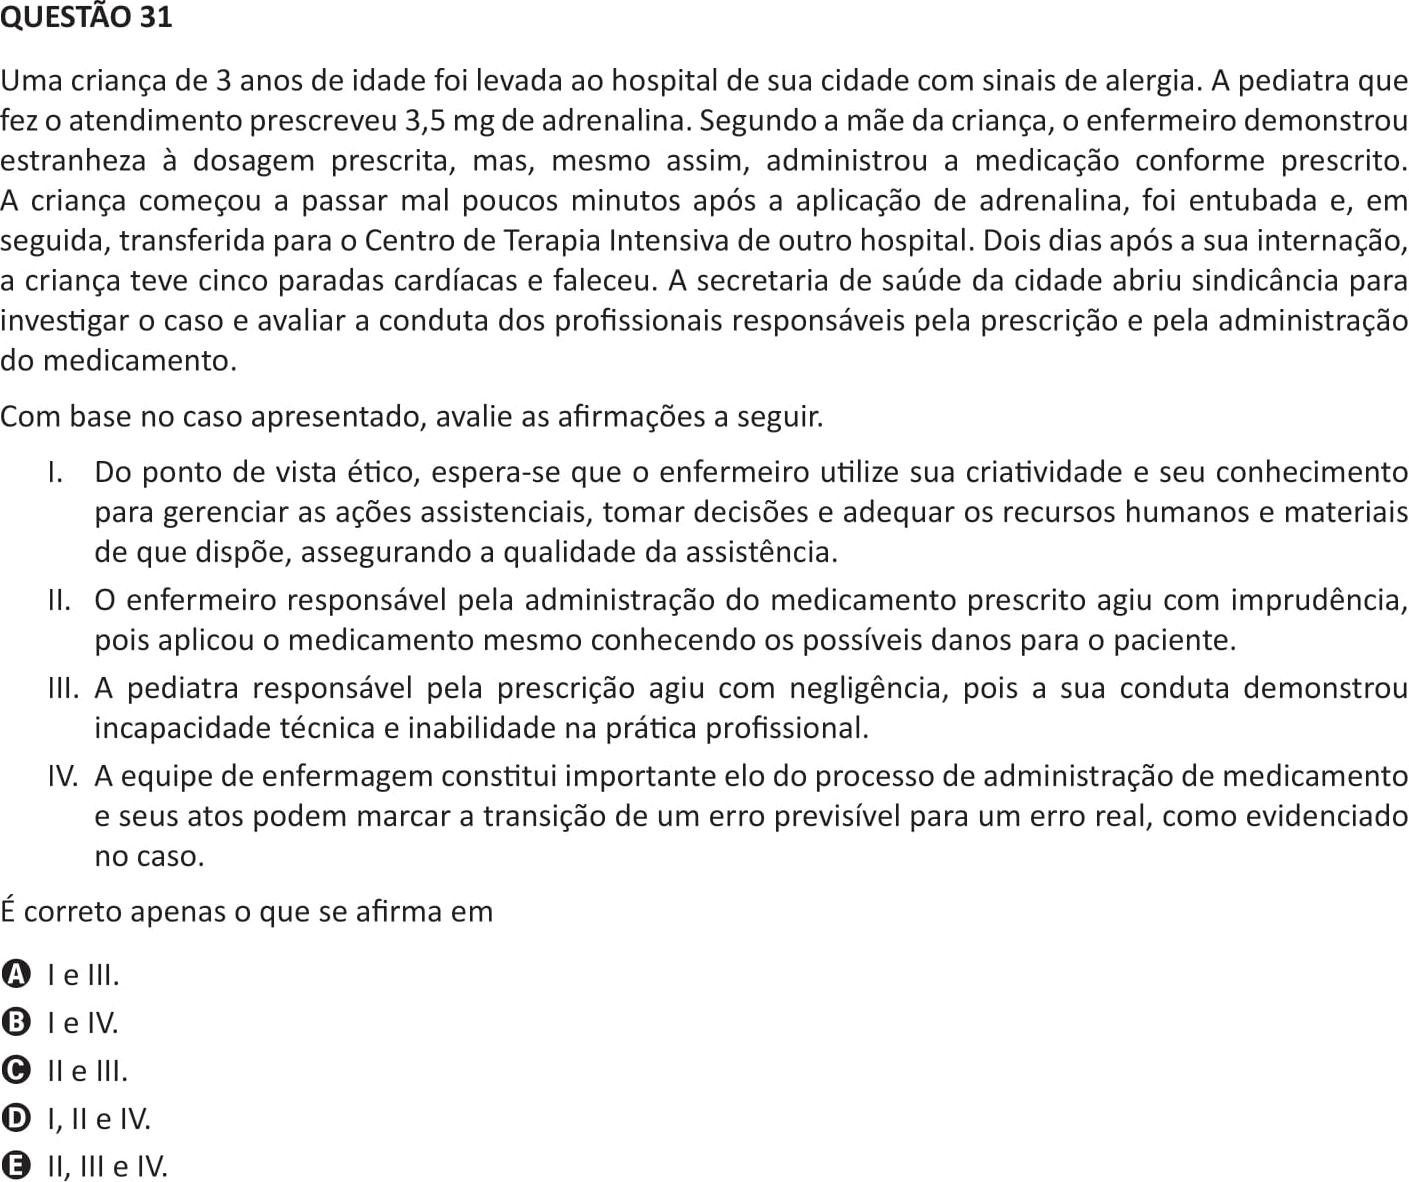 QUESTÃO 31
Uma criança de 3 anos de idade foi levada ao hospital de sua cidade com sinais de alergia. A pediatra que
fez o atendimento prescreveu 3,5 mg de adrenalina. Segundo a mãe da criança, o enfermeiro demonstrou
estranheza à dosagem prescrita, mas, mesmo assim, administrou a medicação conforme prescrito.
A criança começou a passar mal poucos minutos após a aplicação de adrenalina, foi entubada e, em
seguida, transferida para o Centro de Terapia Intensiva de outro hospital. Dois dias após a sua internação,
a criança teve cinco paradas cardíacas e faleceu. A secretaria de saúde da cidade abriu sindicância para
investigar o caso e avaliar a conduta dos profissionais responsáveis pela prescrição e pela administração
do medicamento.
Com base no caso apresentado, avalie as afirmações a seguir.
I. Do ponto de vista ético, espera-se que o enfermeiro utilize sua criatividade e seu conhecimento
para gerenciar as ações assistenciais, tomar decisões e adequar os recursos humanos e materiais
de que dispõe, assegurando a qualidade da assistência.
II. O enfermeiro responsável pela administração do medicamento prescrito agiu com imprudência,
pois aplicou o medicamento mesmo conhecendo os possíveis danos para o paciente.
III. A pediatra responsável pela prescrição agiu com negligência, pois a sua conduta demonstrou
incapacidade técnica e inabilidade na prática profissional.
IV. A equipe de enfermagem constitui importante elo do processo de administração de medicamento
e seus atos podem marcar a transição de um erro previsível para um erro real, como evidenciado
no caso.
É correto apenas o que se afirma em
A I e III.
B I e IV.
C II e III.
D I, II e IV.
E II, III e IV.